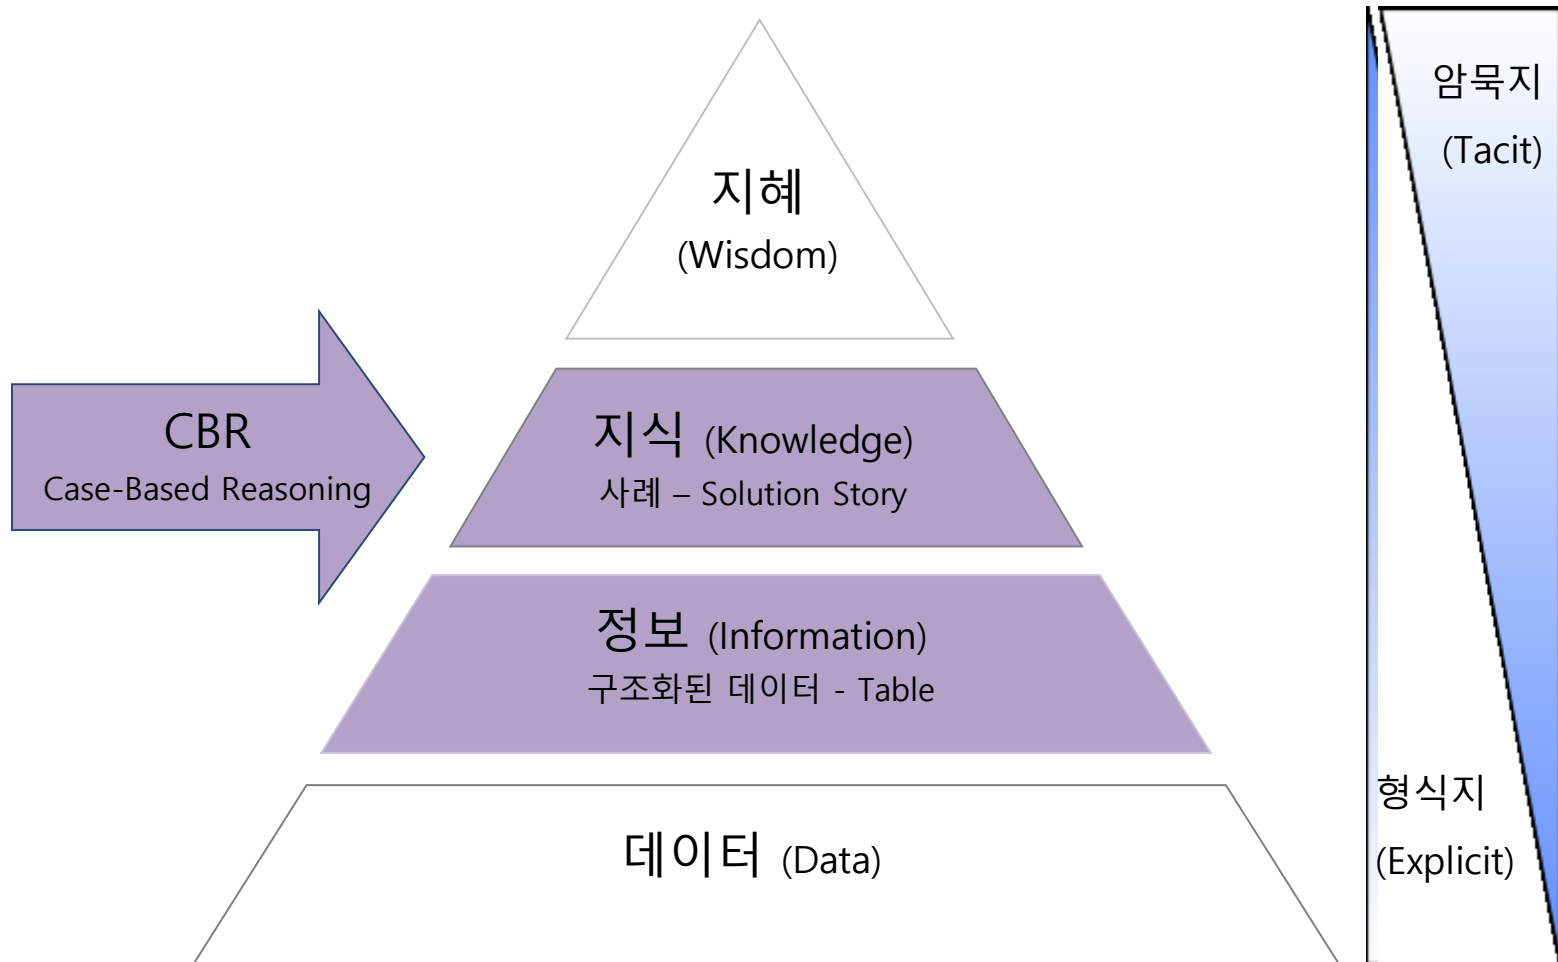 지혜
(Wisdom)
CBR
Case-Based Reasoning
지식 (Knowledge)
사례 – Solution Story
정보 (Information)
구조화된 데이터 - Table
데이터 (Data)
암묵지
(Tacit)
형식지
(Explicit)